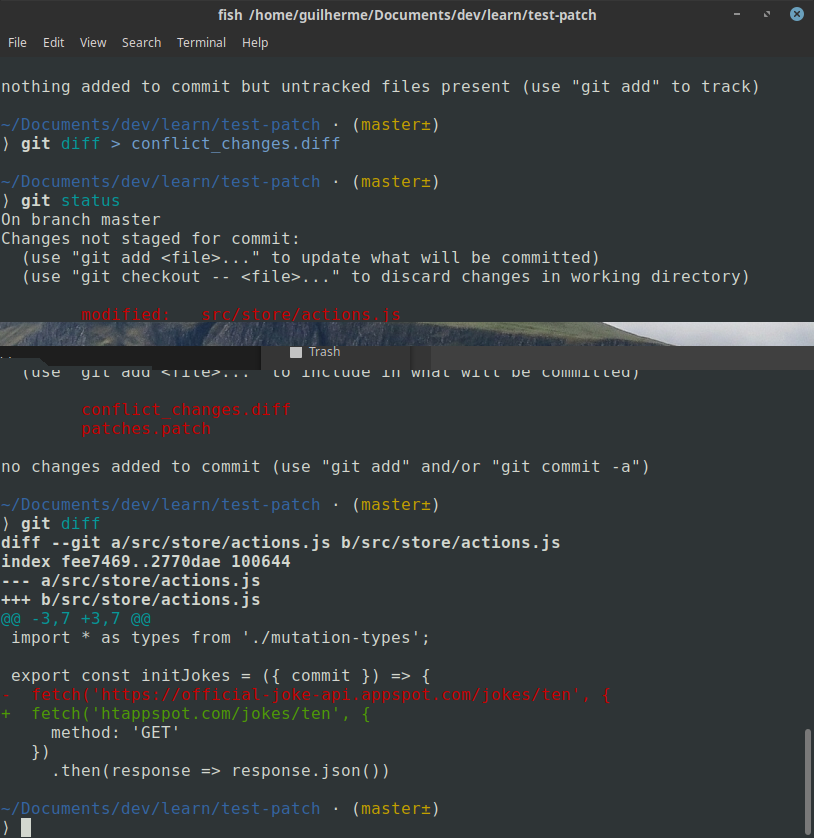 fish /home/guilherme/Documents/dev/learn/test-patch
File Edit View Search Terminal Help
nothing added to commit but untracked files present (use "git add" to track)
~/Documents/dev/learn/test-patch · (master±)
⟩ git diff > conflict_changes.diff
~/Documents/dev/learn/test-patch · (master±)
⟩ git status
On branch master
Changes not staged for commit:
  (use "git add <file>..." to update what will be committed)
  (use "git checkout -- <file>..." to discard changes in working directory)
        modified:   src/store/actions.js
Trash
  (use "git add <file>..." to include in what will be committed)
        conflict_changes.diff
        patches.patch
no changes added to commit (use "git add" and/or "git commit -a")
~/Documents/dev/learn/test-patch · (master±)
⟩ git diff
diff --git a/src/store/actions.js b/src/store/actions.js
index fee7469..2770dae 100644
--- a/src/store/actions.js
+++ b/src/store/actions.js
@@ -3,7 +3,7 @@
 import * as types from './mutation-types';
 export const initJokes = ({ commit }) => {
-  fetch('https://official-joke-api.appspot.com/jokes/ten', {
+  fetch('htappspot.com/jokes/ten', {
     method: 'GET'
   })
     .then(response => response.json())
~/Documents/dev/learn/test-patch · (master±)
⟩